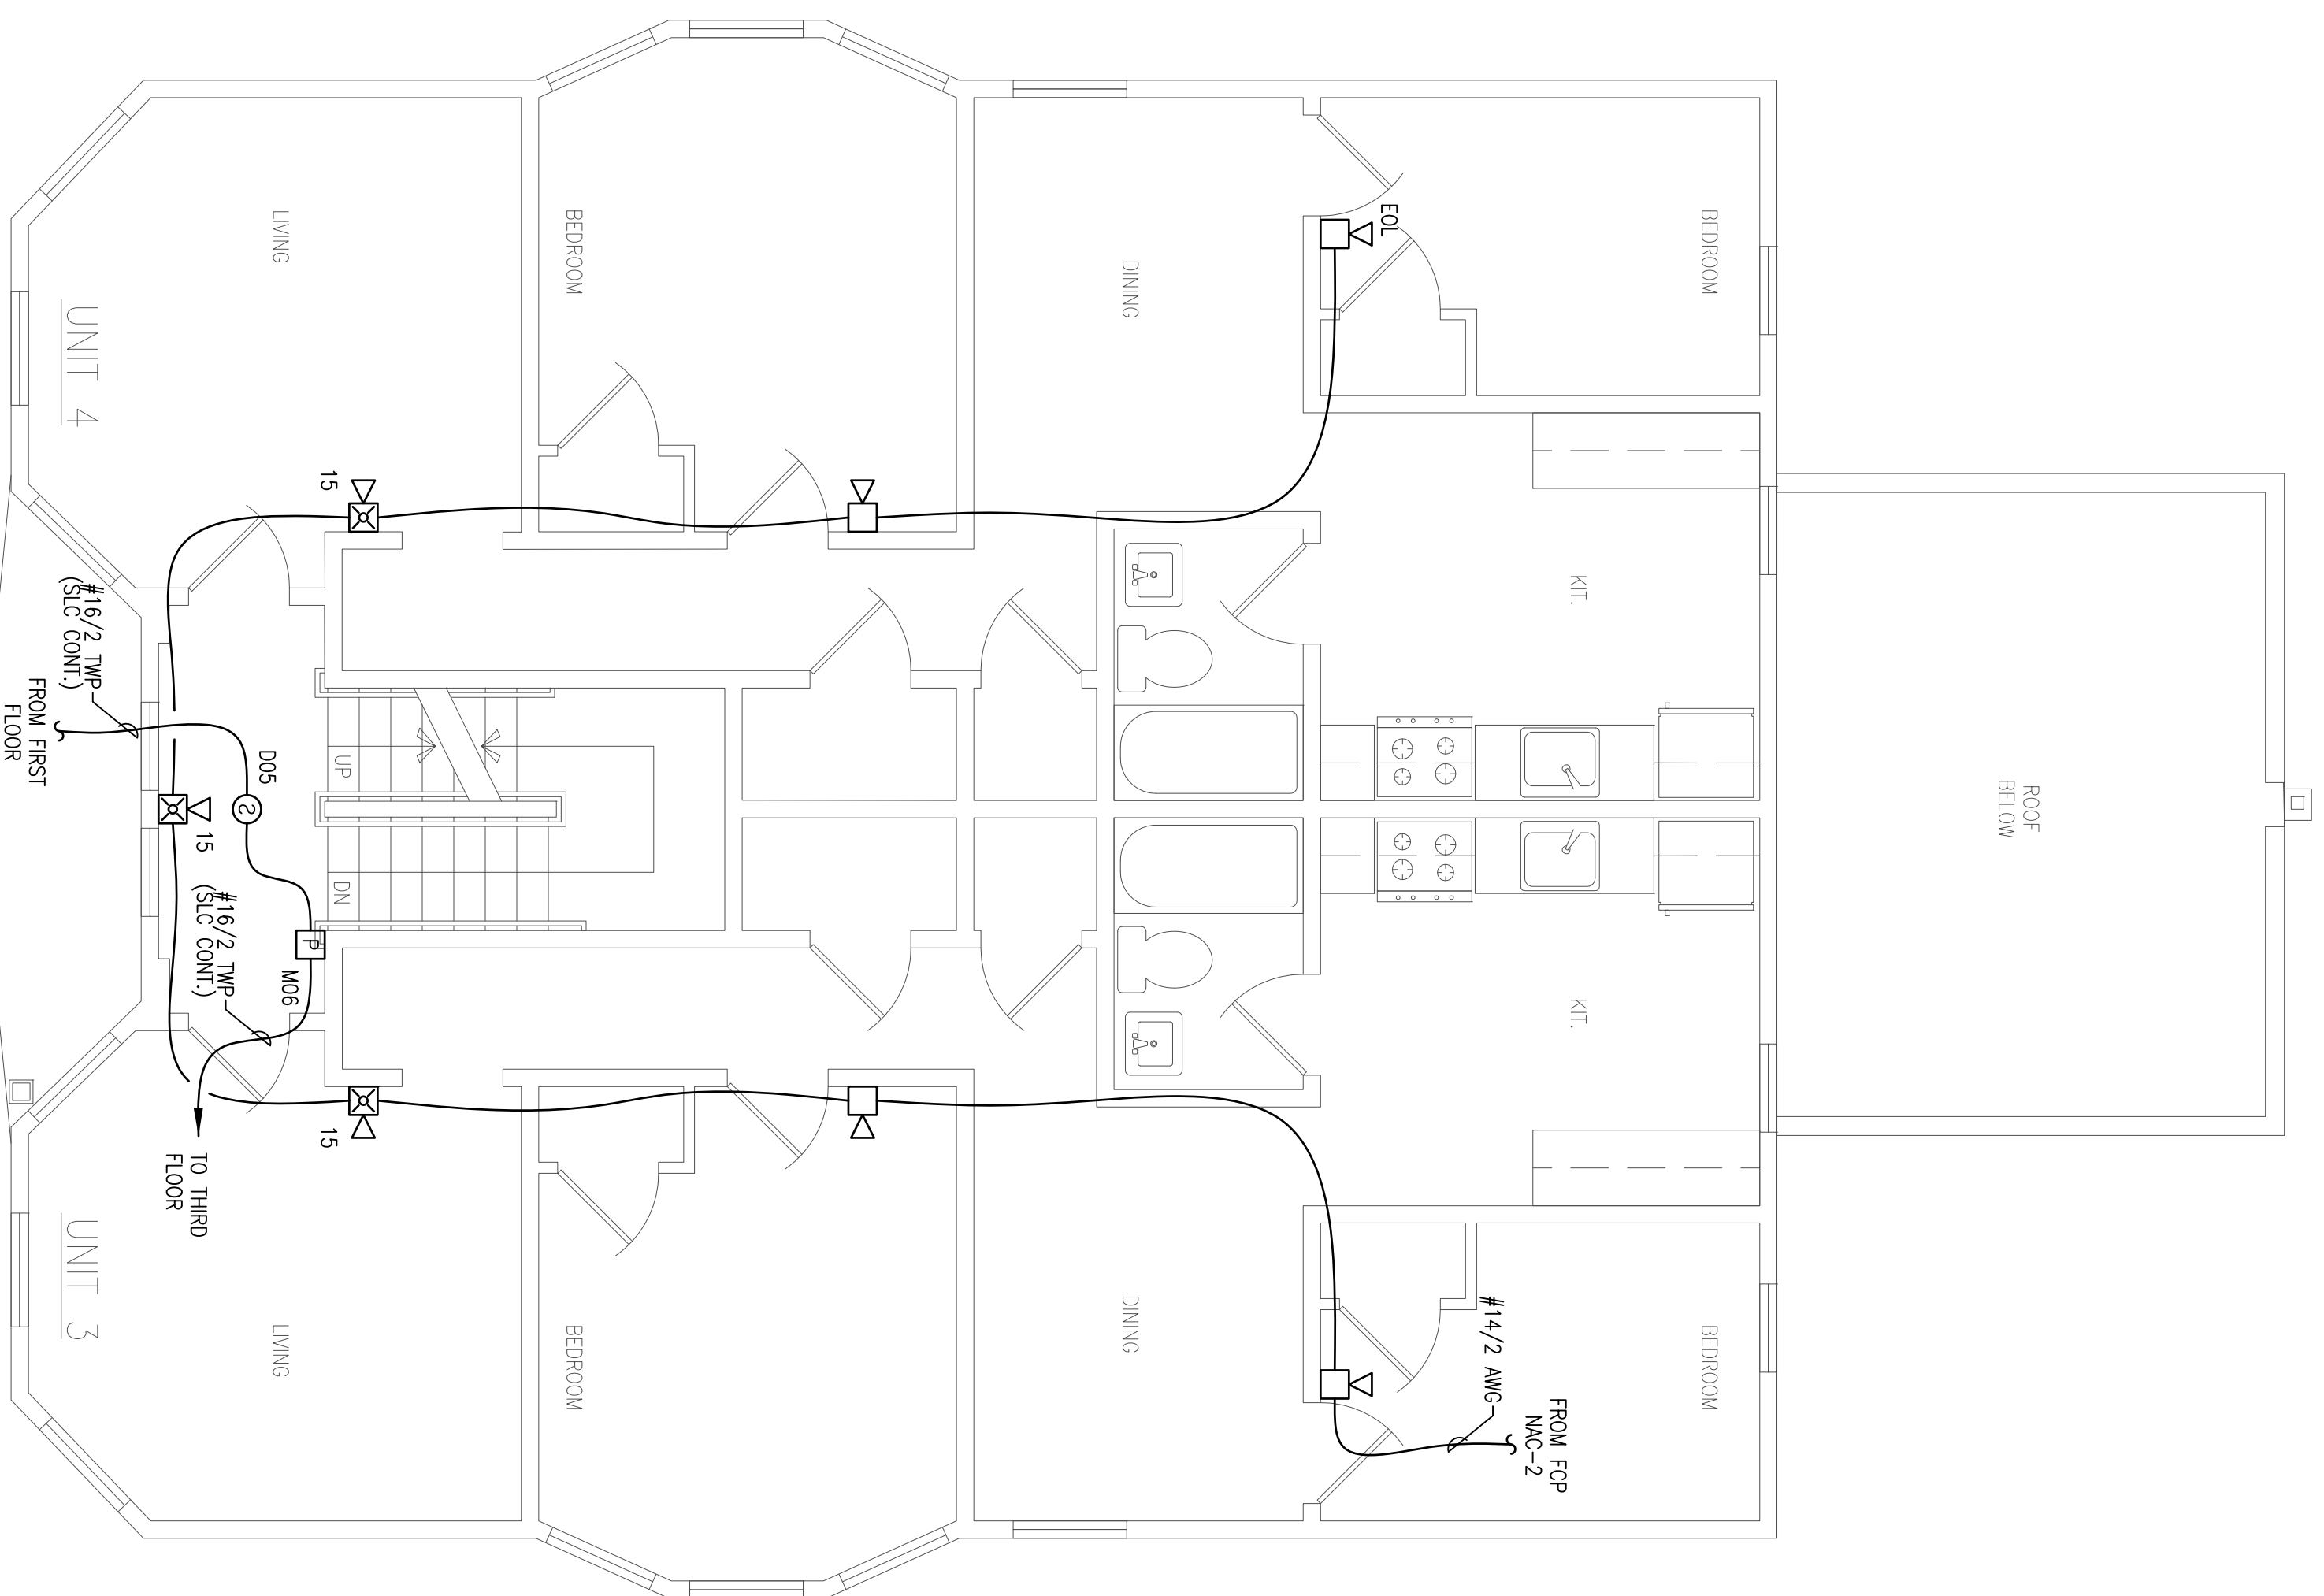 ROOF
BELOW
BEDROOM
BEDROOM
KIT.
KIT.
FROM FCP
NAC-2
#14/2 AWG
EOL
DINING
DINING
BEDROOM
BEDROOM
UP
DN
15
15
P
M06
LIVING
LIVING
D05
S
#16/2 TWP
(SLC CONT.)
15
TO THIRD
FLOOR
UNIT 4
UNIT 3
#16/2 TWP
(SLC CONT.)
FROM FIRST
FLOOR